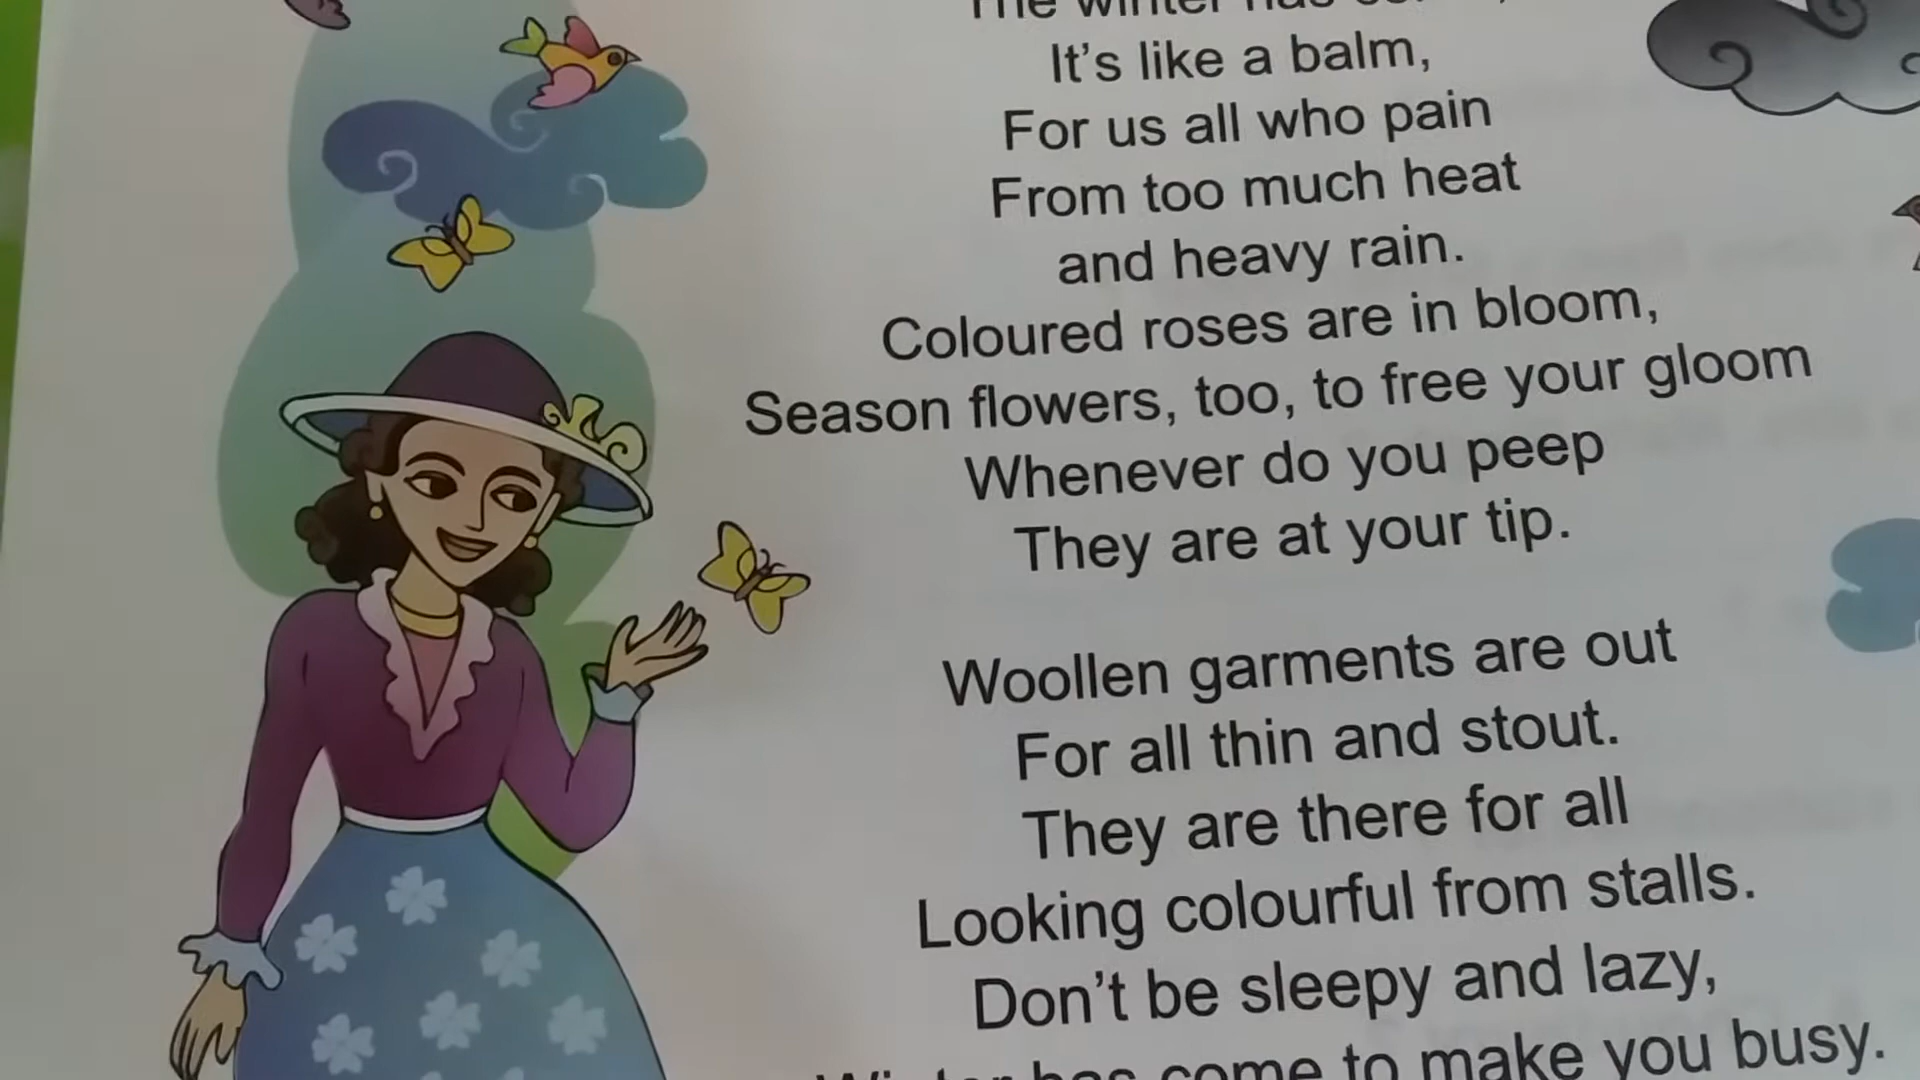 The winter has
It's like a balm,
For us all who pain
From too much heat
and heavy rain.
Coloured roses are in bloom,
Season flowers, too, to free your gloom
Whenever do you peep
They are at your tip.
Woollen garments are out
For all thin and stout.
They are there for all
Looking colourful from stalls.
Don't be sleepy and lazy,
Winter has come to make you busy.